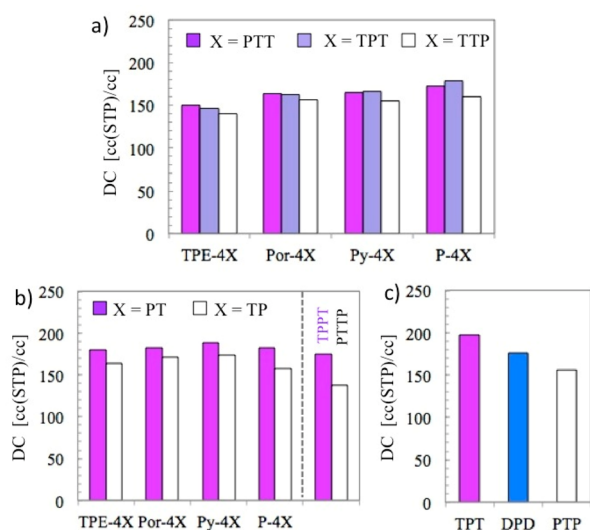 a)
X = PTT X = TPT X = TTP
DC [cc(STP)/cc]
250
200
150
100
50
0
TPE-4X Por-4X Py-4X P-4X
b)
X = PT X = TP
TPPT
PTTP
DC [cc(STP)/cc]
250
200
150
100
50
0
TPE-4X Por-4X Py-4X P-4X
c)
DC [cc(STP)/cc]
250
200
150
100
50
0
TPT DPD PTP